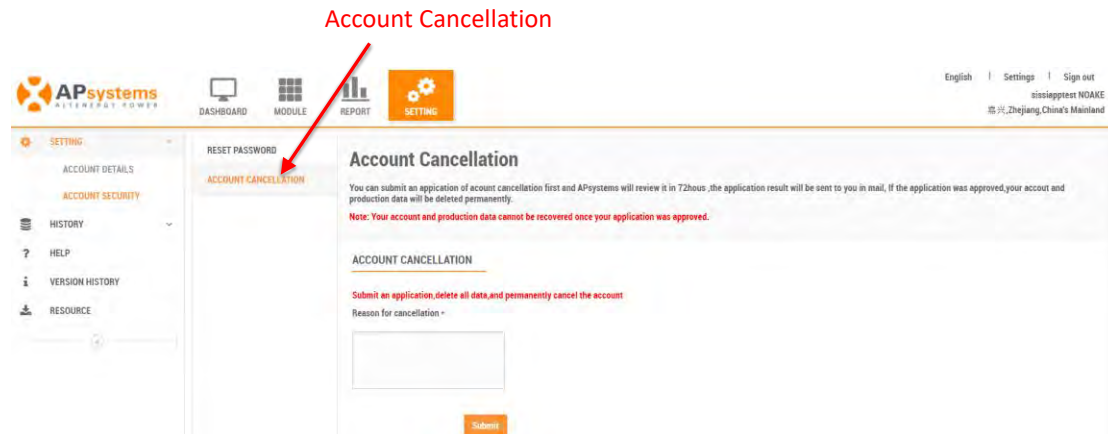 Account Cancellation
APsystems
ALTENERGY POWER
DASHBOARD
MODULE
REPORT
SETTING
English | Settings | Sign out
sissiapptest NOAKE
嘉兴,Zhejiang,China's Mainland
SETTING
ACCOUNT DETAILS
ACCOUNT SECURITY
HISTORY
? HELP
i VERSION HISTORY
RESOURCE
RESET PASSWORD
ACCOUNT CANCELLATION
Account Cancellation
You can submit an appication of acount cancellation first and APsystems will review it in 72hous ,the application result will be sent to you in mail, If the application was approved,your accout and
production data will be deleted permanently.
Note: Your account and production data cannot be recovered once your application was approved.
ACCOUNT CANCELLATION
Submit an application,delete all data,and permanently cancel the account
Reason for cancellation *
Submit